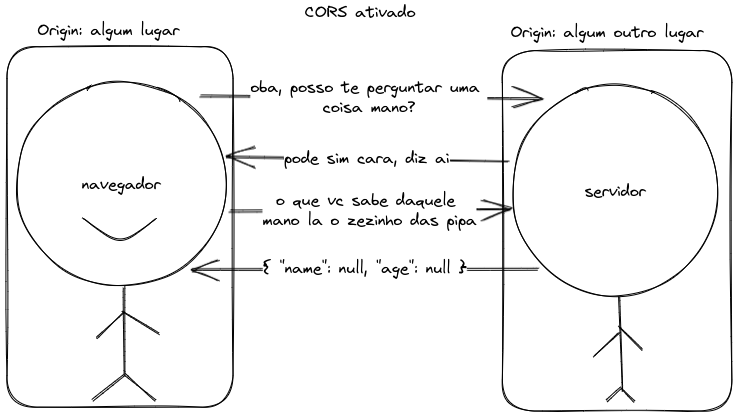 CORS ativado
Origin: algum lugar
Origin: algum outro lugar
oba, posso te perguntar uma
coisa mano?
pode sim cara, diz ai
navegador
servidor
o que vc sabe daquele
mano la o zezinho das pipa
{ "name": null, "age": null }